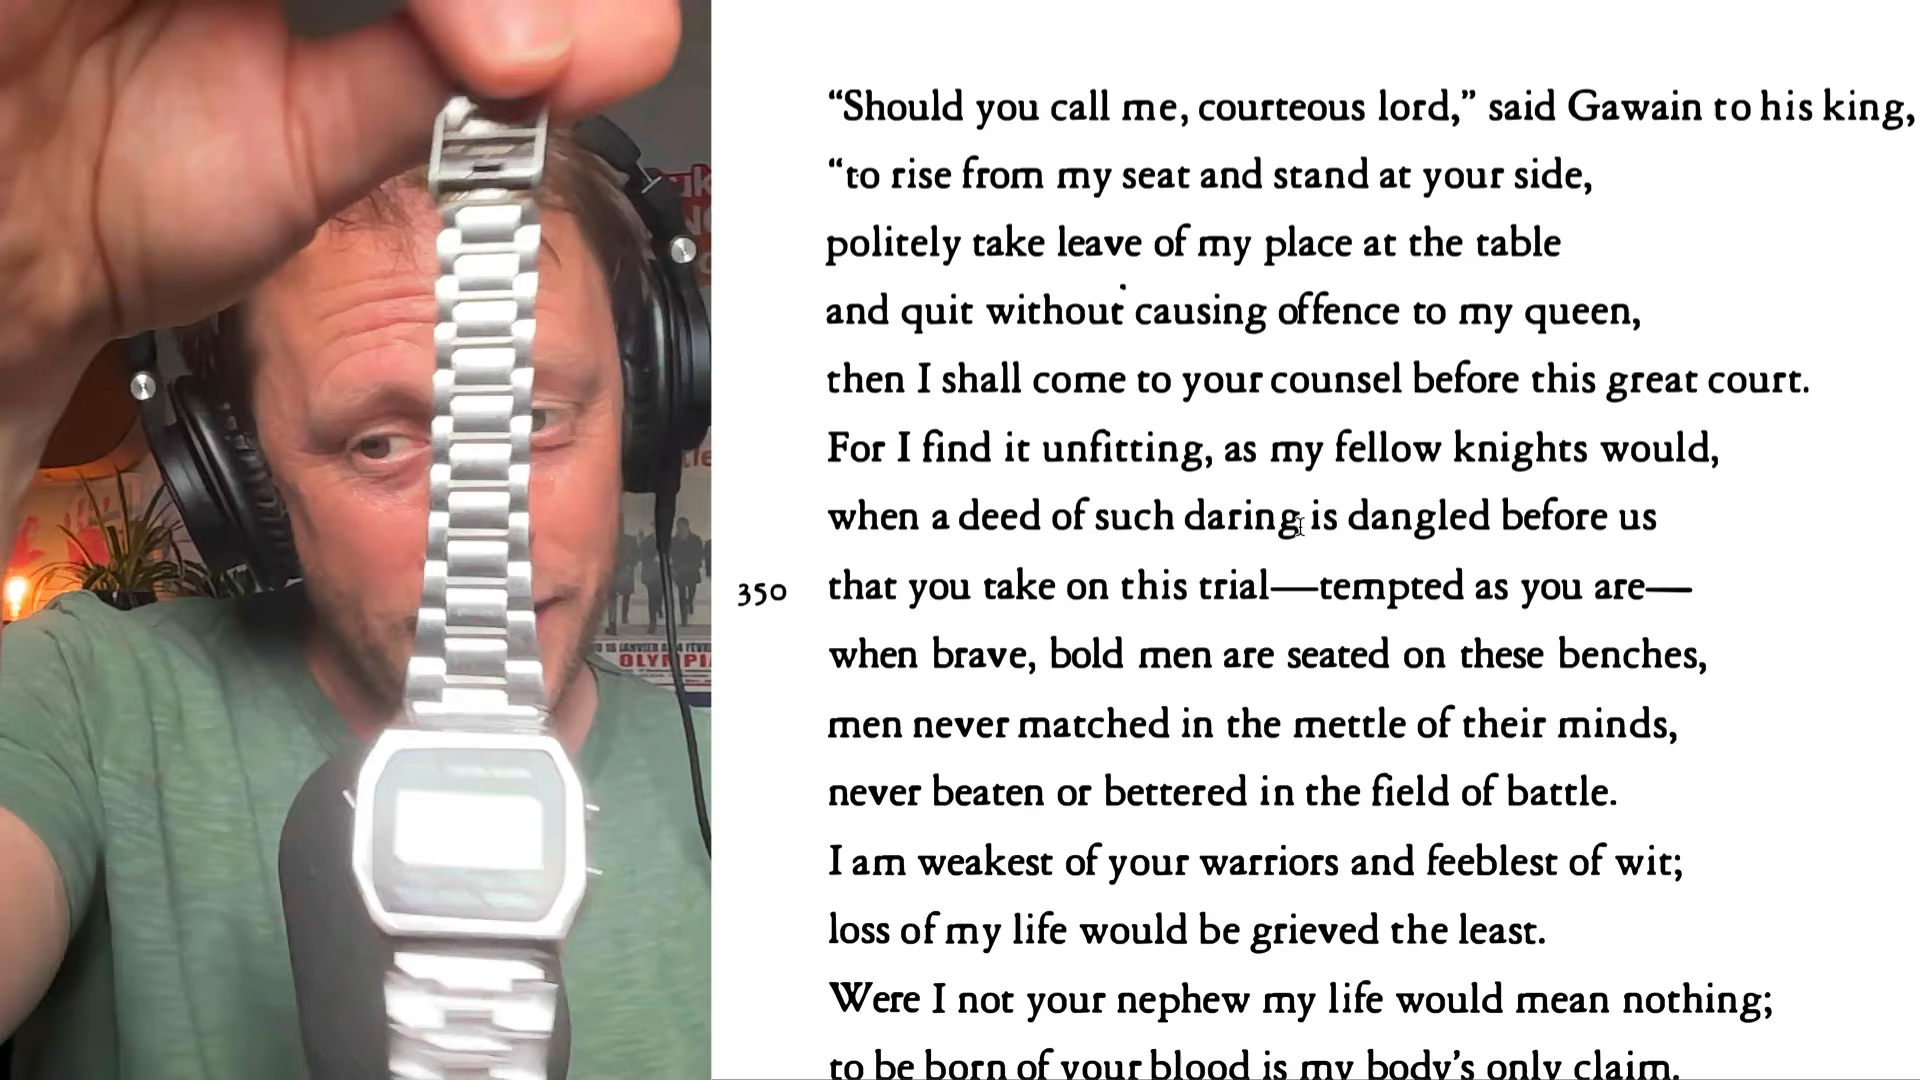 “Should you call me, courteous lord,” said Gawain to his king,
“to rise from my seat and stand at your side,
politely take leave of my place at the table
and quit without causing offence to my queen,
then I shall come to your counsel before this great court.
For I find it unfitting, as my fellow knights would,
when a deed of such daring is dangled before us
350 that you take on this trial—tempted as you are—
when brave, bold men are seated on these benches,
men never matched in the mettle of their minds,
never beaten or bettered in the field of battle.
I am weakest of your warriors and feeblest of wit;
loss of my life would be grieved the least.
Were I not your nephew my life would mean nothing;
to be born of your blood is my body’s only claim.
OLYMPIA